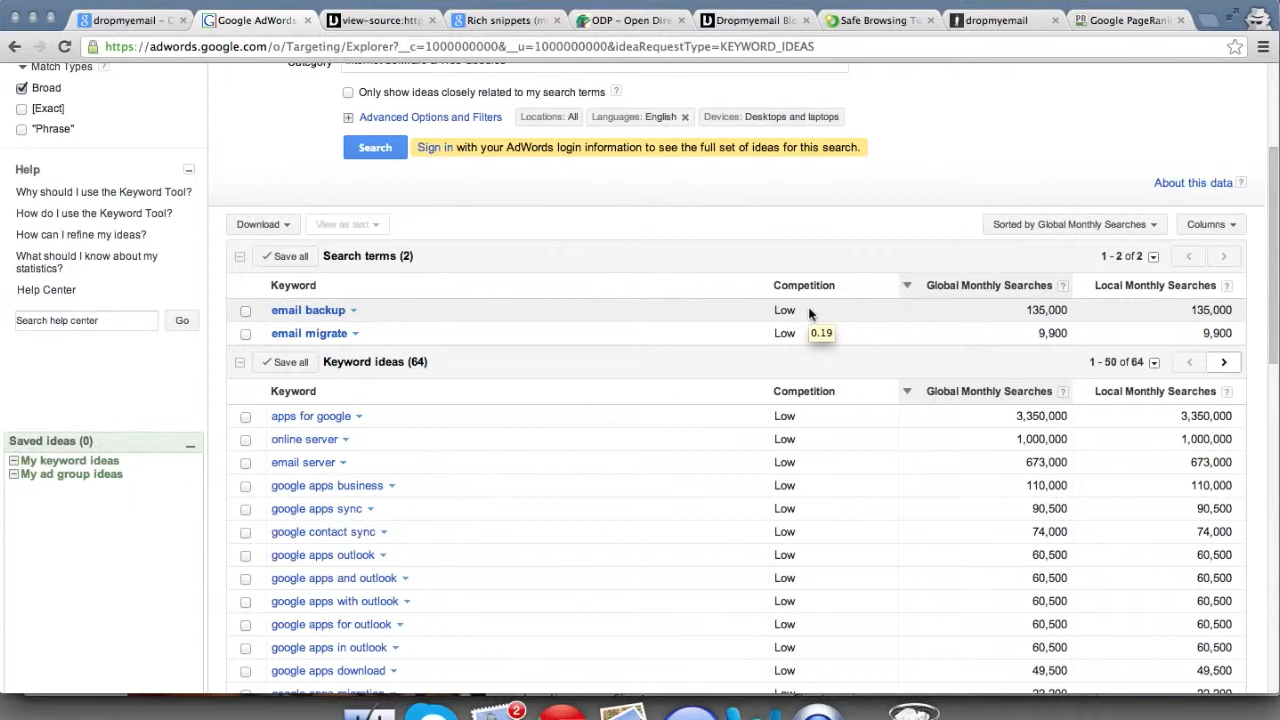 dropmyemail – C
Google AdWords
view-source:http
Rich snippets (m
ODP – Open Dire
Dropmyemail Blo
Safe Browsing To
dropmyemail
Google PageRank
https://adwords.google.com/o/Targeting/Explorer?__c=1000000000&__u=1000000000&ideaRequestType=KEYWORD_IDEAS
Match Types ?
Broad
[Exact]
"Phrase"
Help
Why should I use the Keyword Tool?
How do I use the Keyword Tool?
How can I refine my ideas?
What should I know about my
statistics?
Help Center
Search help center Go
Saved ideas (0)
My keyword ideas
My ad group ideas
Category
Only show ideas closely related to my search terms ?
Advanced Options and Filters Locations: All Languages: English Devices: Desktops and laptops
Search Sign in with your AdWords login information to see the full set of ideas for this search.
About this data ?
Download View as text Sorted by Global Monthly Searches Columns
Save all Search terms (2) 1 - 2 of 2
Keyword Competition Global Monthly Searches ? Local Monthly Searches ?
email backup Low 135,000 135,000
email migrate Low 0.19 9,900 9,900
Save all Keyword ideas (64) 1 - 50 of 64
Keyword Competition Global Monthly Searches ? Local Monthly Searches ?
apps for google Low 3,350,000 3,350,000
online server Low 1,000,000 1,000,000
email server Low 673,000 673,000
google apps business Low 110,000 110,000
google apps sync Low 90,500 90,500
google contact sync Low 74,000 74,000
google apps outlook Low 60,500 60,500
google apps and outlook Low 60,500 60,500
google apps with outlook Low 60,500 60,500
google apps for outlook Low 60,500 60,500
google apps in outlook Low 60,500 60,500
google apps download Low 49,500 49,500
google apps migration
2